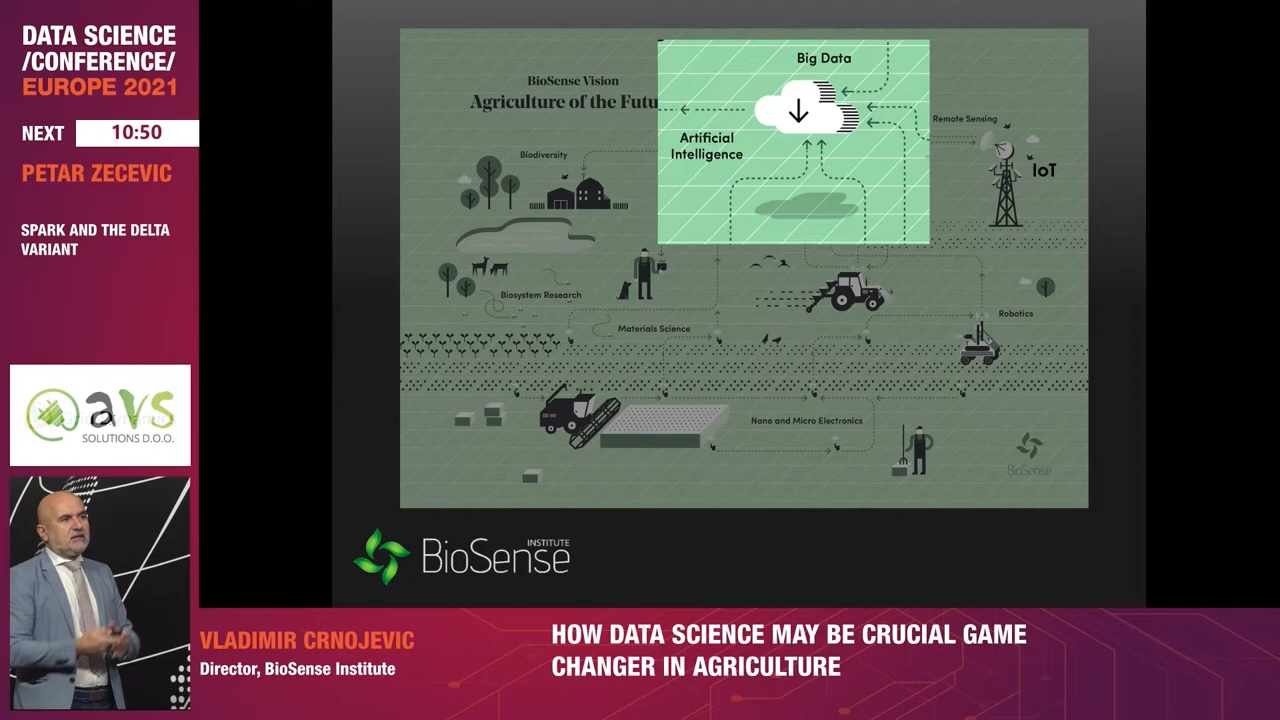 DATA SCIENCE
/CONFERENCE/
EUROPE 2021
NEXT 10:50
PETAR ZECEVIC
SPARK AND THE DELTA
VARIANT
avs
SOLUTIONS D.O.O.
BioSense Vision
Agriculture of the Futu
Big Data
Artificial
Intelligence
Remote Sensing
IoT
Biodiversity
Biosystem Research
Materials Science
Robotics
Nano and Micro Electronics
BioSense
INSTITUTE
BioSense
VLADIMIR CRNOJEVIC
Director, BioSense Institute
HOW DATA SCIENCE MAY BE CRUCIAL GAME
CHANGER IN AGRICULTURE